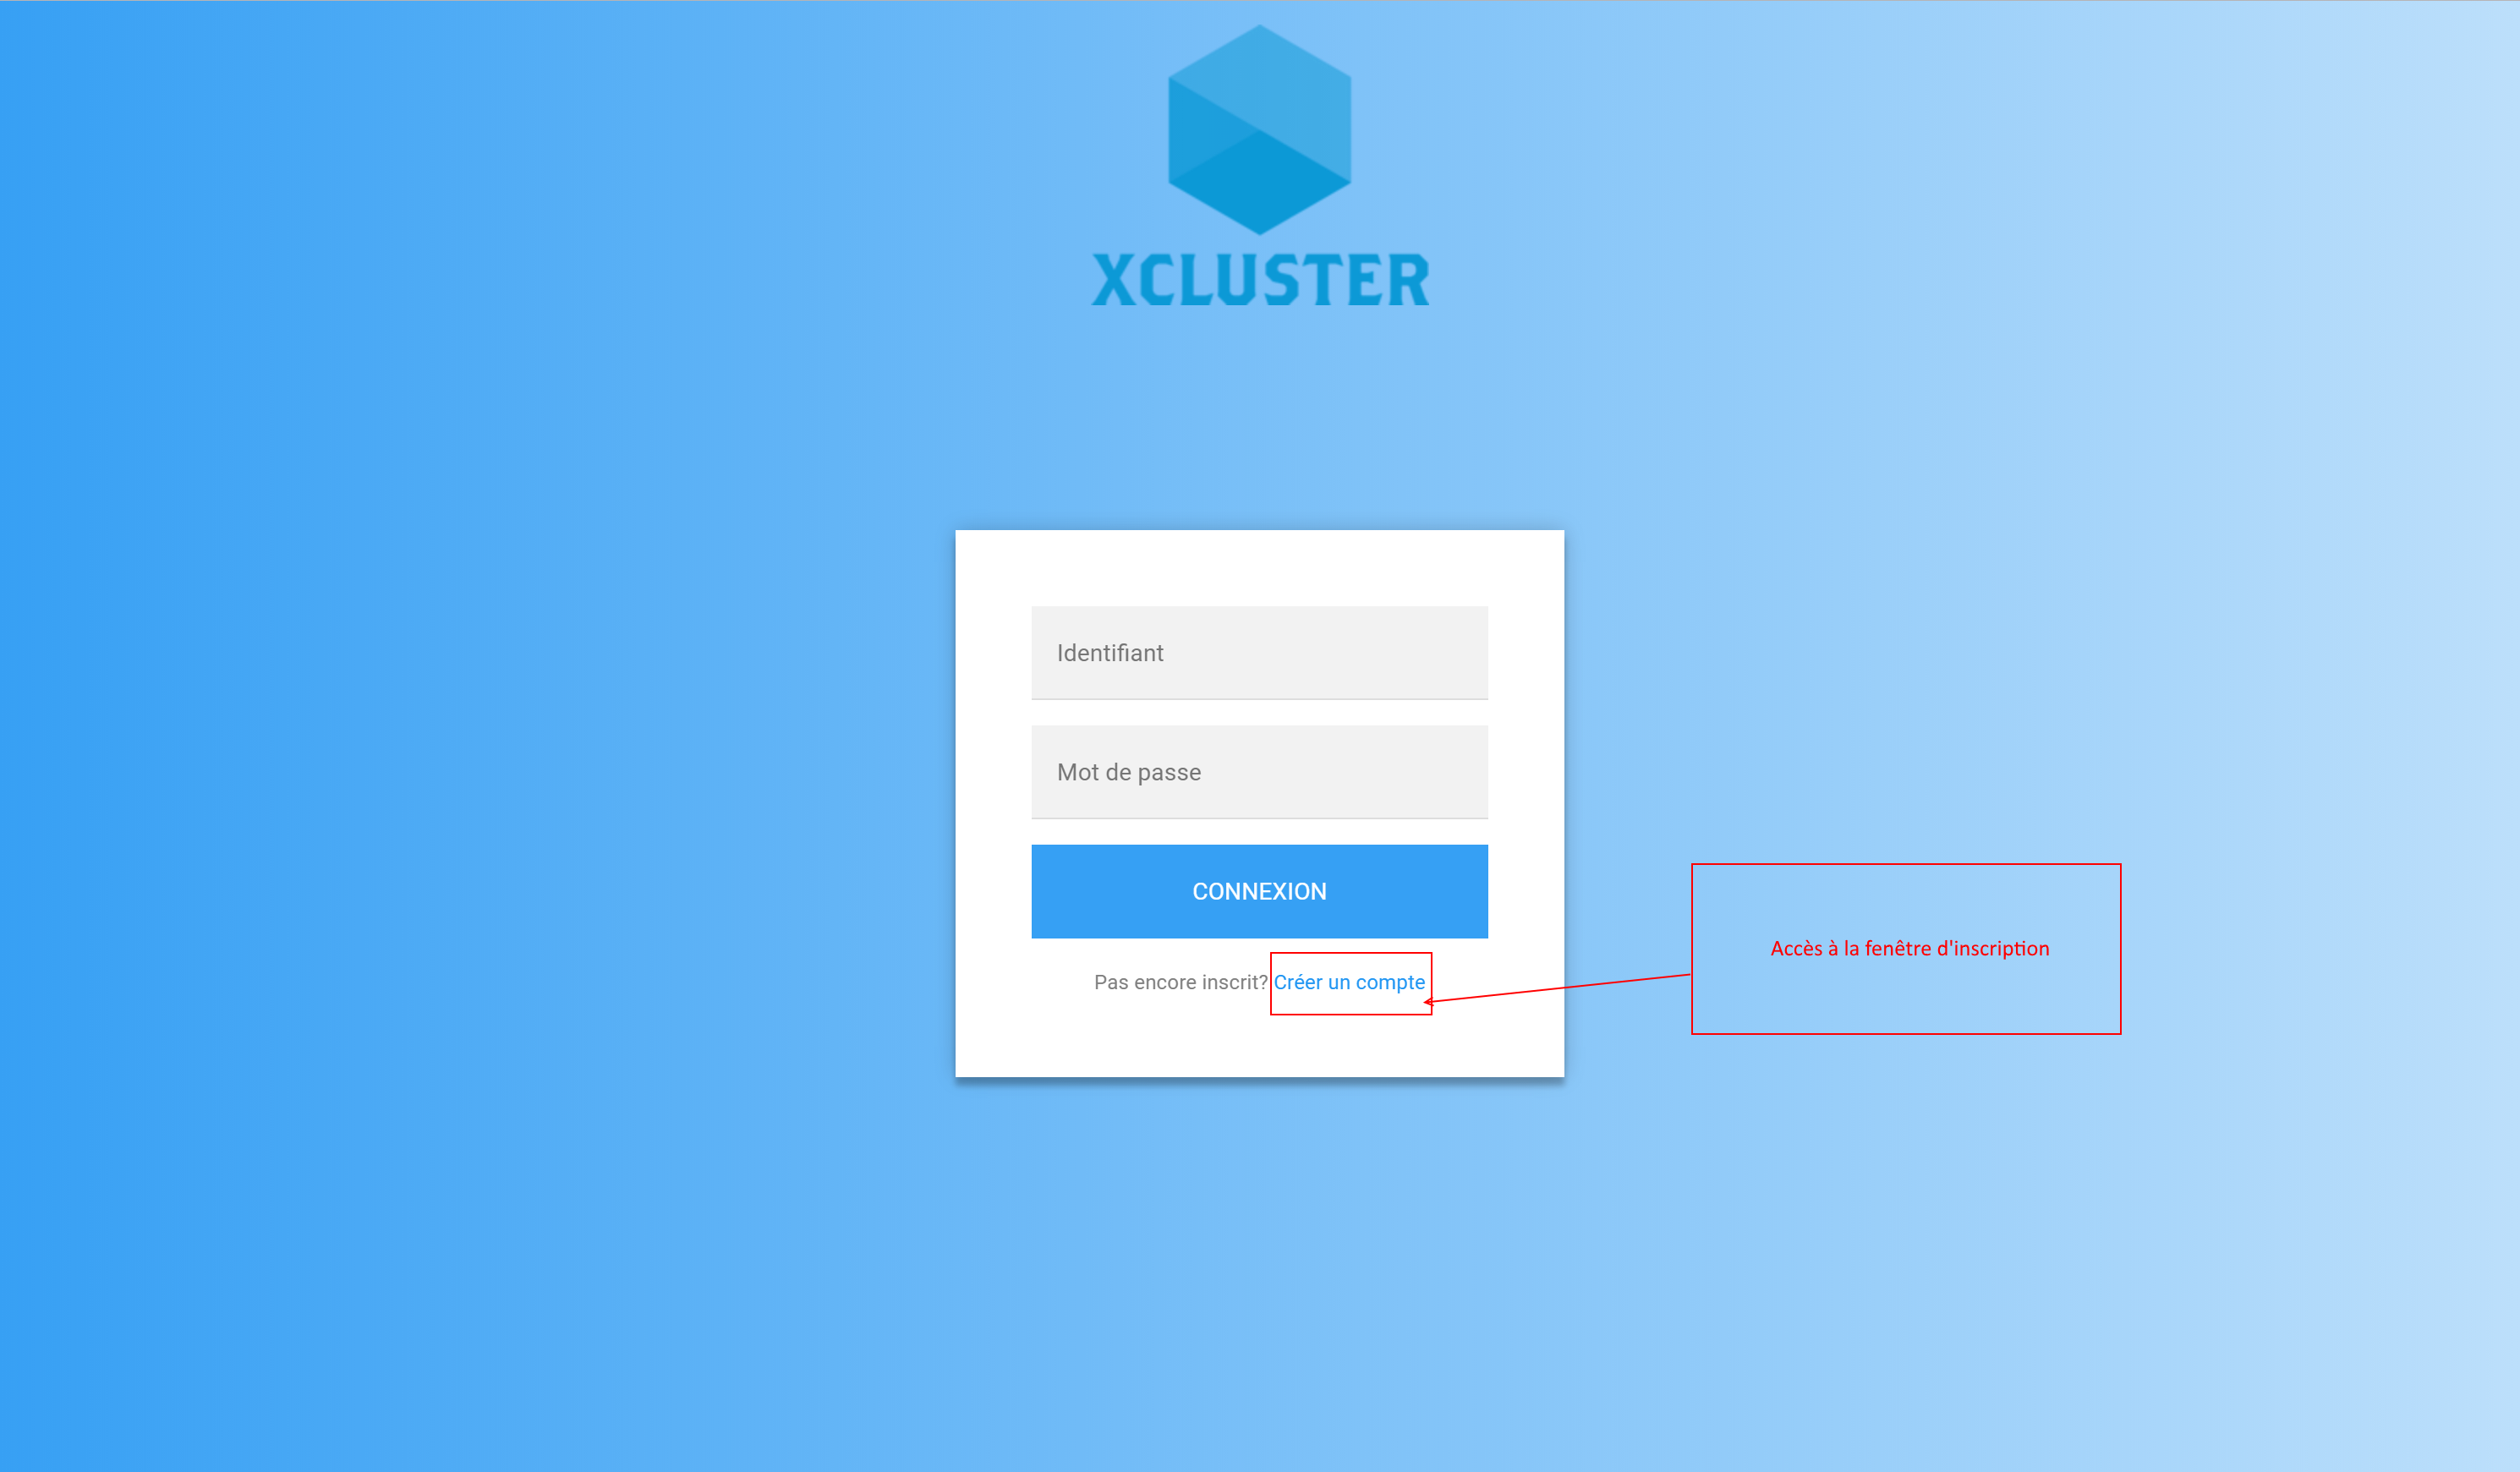 XCLUSTER
Identifiant
Mot de passe
CONNEXION
Pas encore inscrit? Créer un compte
Accès à la fenêtre d'inscription